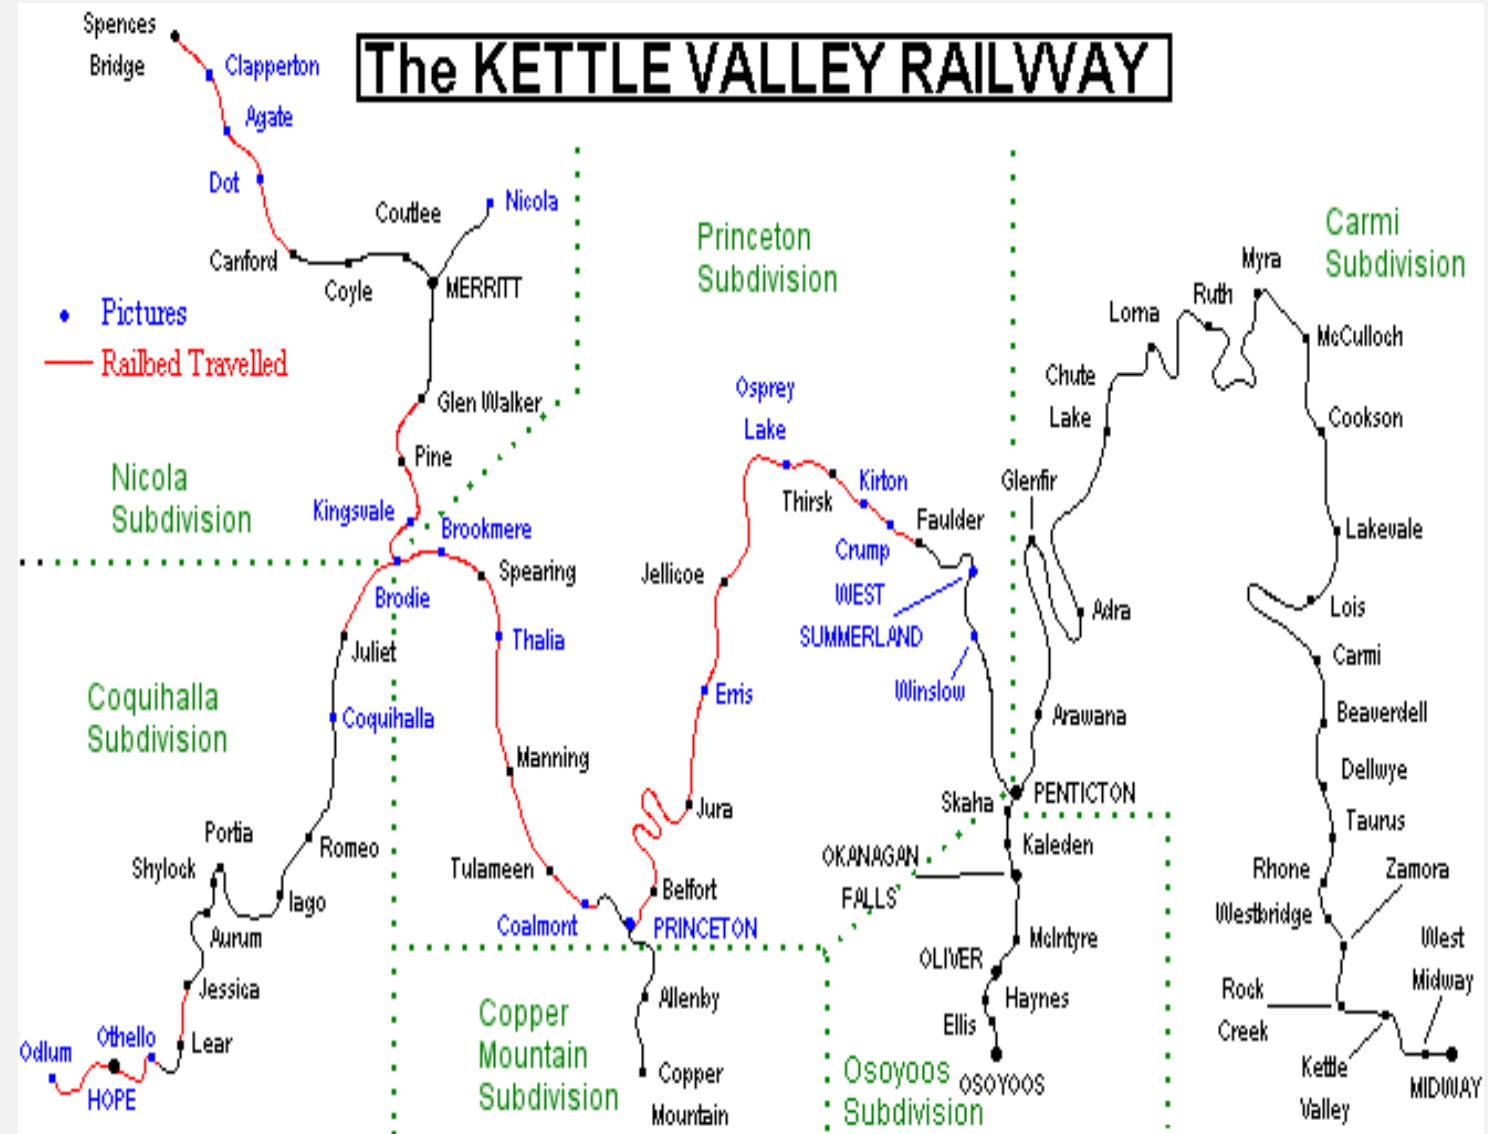 The KETTLE VALLEY RAILWAY
Spences
Bridge
Clapperton
Agate
Dot
Canford
Coyle
Coutlee
Nicola
MERRITT
Pictures
Railbed Travelled
Glen Walker
Pine
Kingsvale
Nicola
Subdivision
Brookmere
Brodie
Spearing
Thalia
Juliet
Coquihalla
Coquihalla
Subdivision
Manning
Portia
Shylock
Romeo
Iago
Aurum
Jessica
Lear
Othello
Odlum
HOPE
Tulameen
Coalmont
PRINCETON
Belfort
Jura
Erris
Jellicoe
Osprey
Lake
Thirsk
Kirton
Crump
Faulder
WEST
SUMMERLAND
Winslow
Princeton
Subdivision
Copper
Mountain
Subdivision
Allenby
Copper
Mountain
Skaha
PENTICTON
Kaleden
OKANAGAN
FALLS
McIntyre
OLIVER
Haynes
Ellis
OSOYOOS
Osoyoos
Subdivision
Arawana
Glenfir
Adra
Chute
Lake
Lorna
Ruth
Myra
Carmi
Subdivision
McCulloch
Cookson
Lakevale
Lois
Carmi
Beaverdell
Dellwye
Taurus
Rhone
Zamora
Westbridge
Rock
Creek
Kettle
Valley
West
Midway
MIDWAY